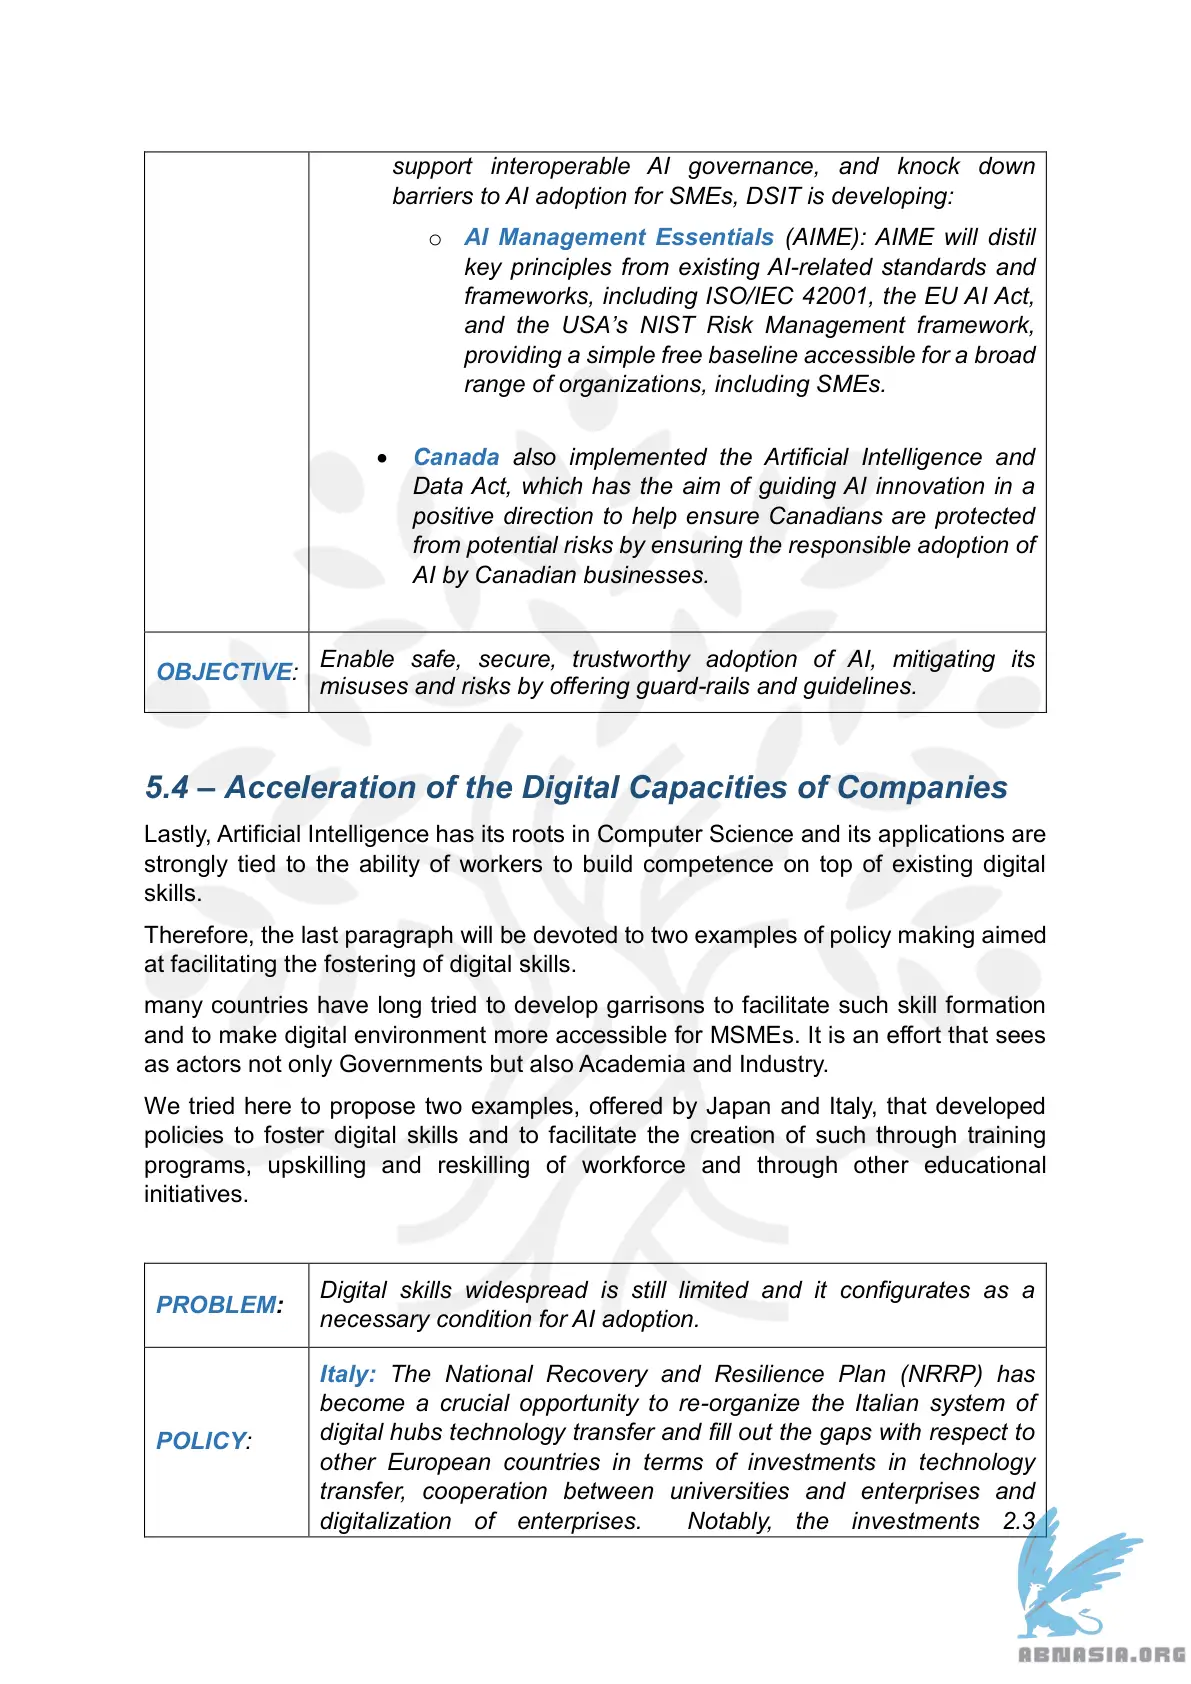 support interoperable AI governance, and knock down
barriers to AI adoption for SMEs, DSIT is developing:
o AI Management Essentials (AIME): AIME will distil
key principles from existing AI-related standards and
frameworks, including ISO/IEC 42001, the EU AI Act,
and the USA’s NIST Risk Management framework,
providing a simple free baseline accessible for a broad
range of organizations, including SMEs.
• Canada also implemented the Artificial Intelligence and
Data Act, which has the aim of guiding AI innovation in a
positive direction to help ensure Canadians are protected
from potential risks by ensuring the responsible adoption of
AI by Canadian businesses.
OBJECTIVE:
Enable safe, secure, trustworthy adoption of AI, mitigating its
misuses and risks by offering guard-rails and guidelines.
5.4 – Acceleration of the Digital Capacities of Companies
Lastly, Artificial Intelligence has its roots in Computer Science and its applications are
strongly tied to the ability of workers to build competence on top of existing digital
skills.
Therefore, the last paragraph will be devoted to two examples of policy making aimed
at facilitating the fostering of digital skills.
many countries have long tried to develop garrisons to facilitate such skill formation
and to make digital environment more accessible for MSMEs. It is an effort that sees
as actors not only Governments but also Academia and Industry.
We tried here to propose two examples, offered by Japan and Italy, that developed
policies to foster digital skills and to facilitate the creation of such through training
programs, upskilling and reskilling of workforce and through other educational
initiatives.
PROBLEM:
Digital skills widespread is still limited and it configurates as a
necessary condition for AI adoption.
POLICY:
Italy: The National Recovery and Resilience Plan (NRRP) has
become a crucial opportunity to re-organize the Italian system of
digital hubs technology transfer and fill out the gaps with respect to
other European countries in terms of investments in technology
transfer, cooperation between universities and enterprises and
digitalization of enterprises. Notably, the investments 2.3
ABNASIA.ORG